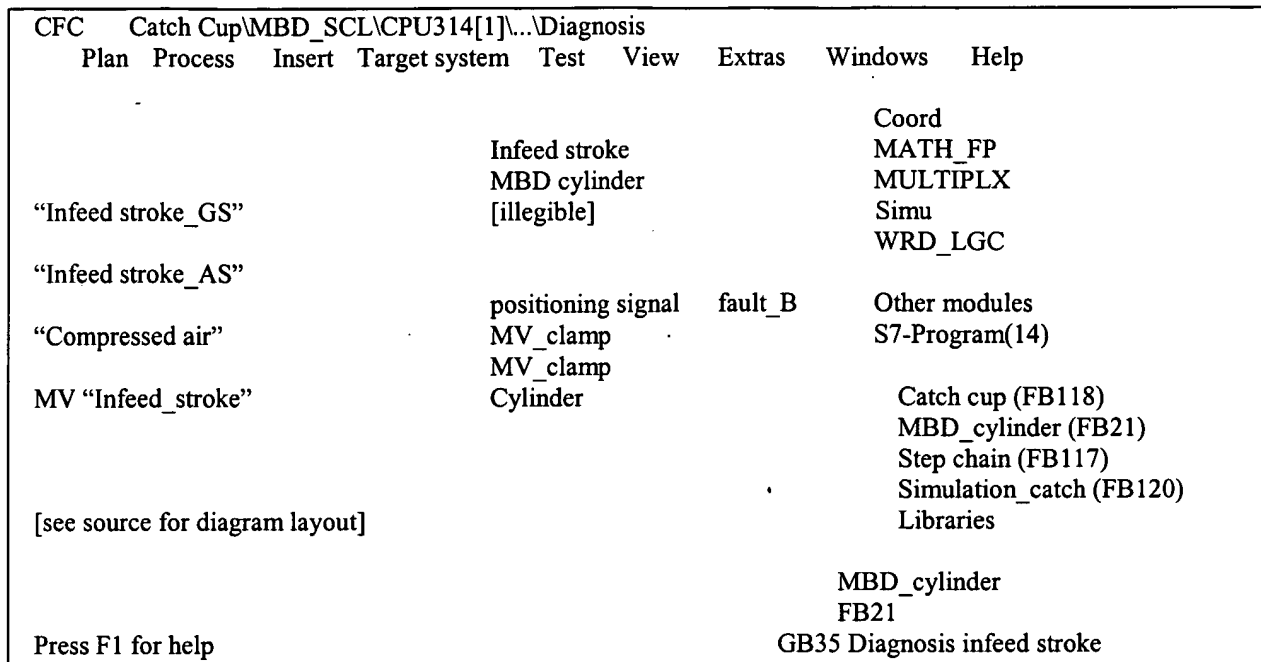 CFC Catch Cup\MBD_SCL\CPU314[1]\...\Diagnosis
Plan Process Insert Target system Test View Extras Windows Help
Coord
Infeed stroke MATH_FP
MBD cylinder MULTIPLX
“Infeed stroke_GS” [illegible] Simu
WRD_LGC
“Infeed stroke_AS”
positioning signal fault_B Other modules
“Compressed air” MV_clamp S7-Program(14)
MV_clamp
MV “Infeed_stroke” Cylinder Catch cup (FB118)
MBD_cylinder (FB21)
Step chain (FB117)
Simulation_catch (FB120)
[see source for diagram layout] Libraries
MBD_cylinder
FB21
Press F1 for help GB35 Diagnosis infeed stroke